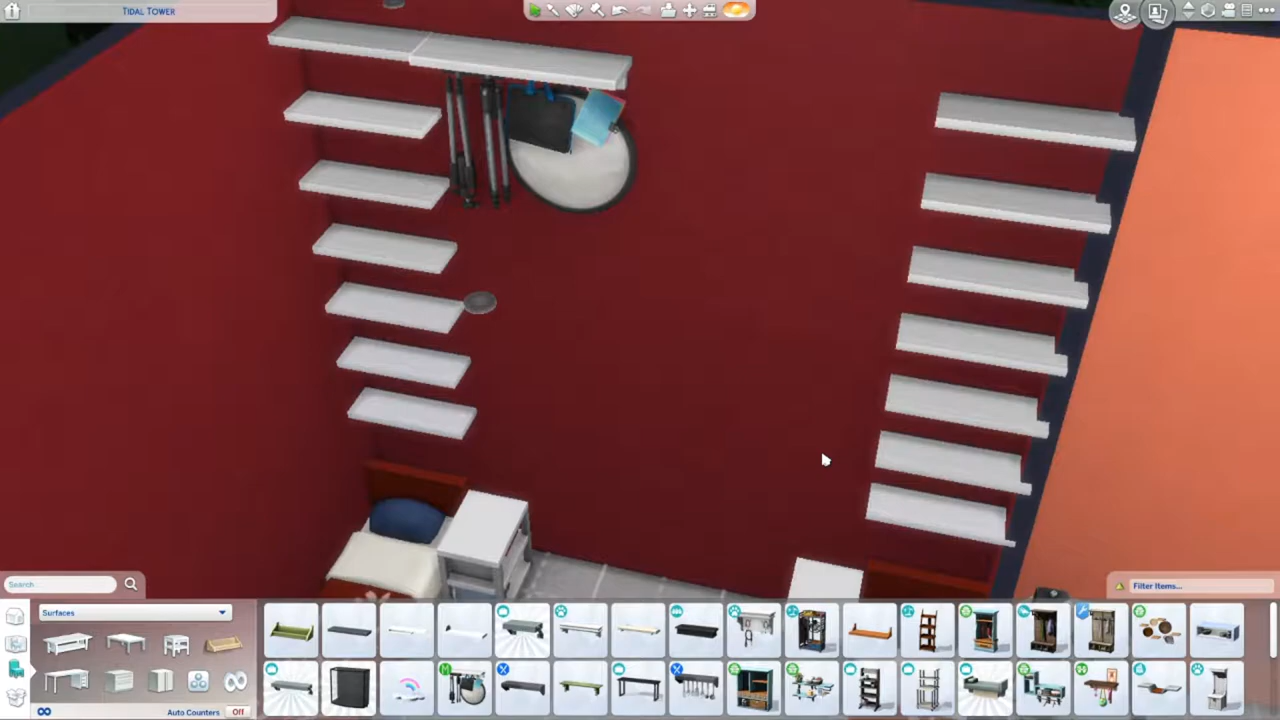 TIDAL TOWER
Search...
Filter Items...
Surfaces
Auto Counters
Off